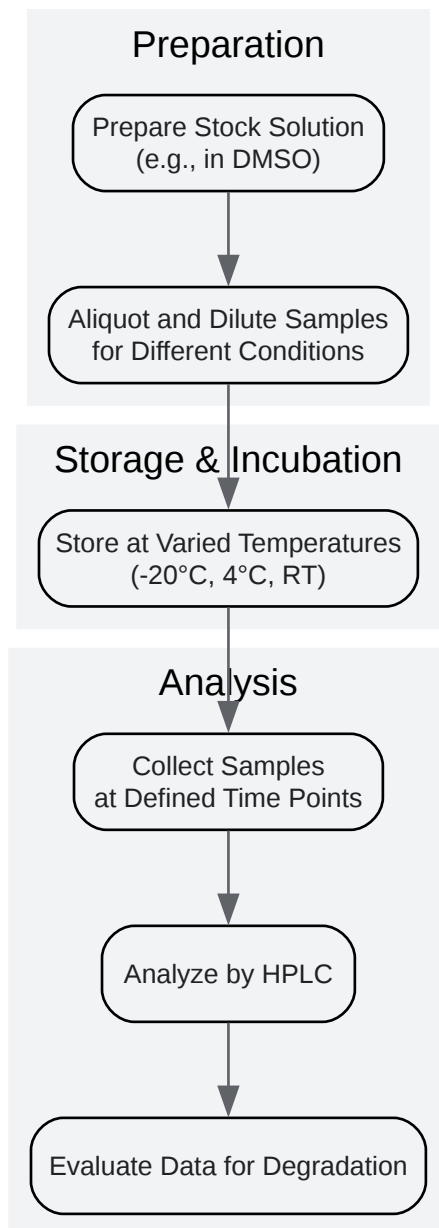 Preparation
Prepare Stock Solution
(e.g., in DMSO)
Aliquot and Dilute Samples
for Different Conditions
Storage & Incubation
Store at Varied Temperatures
(-20°C, 4°C, RT)
Analysis
Collect Samples
at Defined Time Points
Analyze by HPLC
Evaluate Data for Degradation